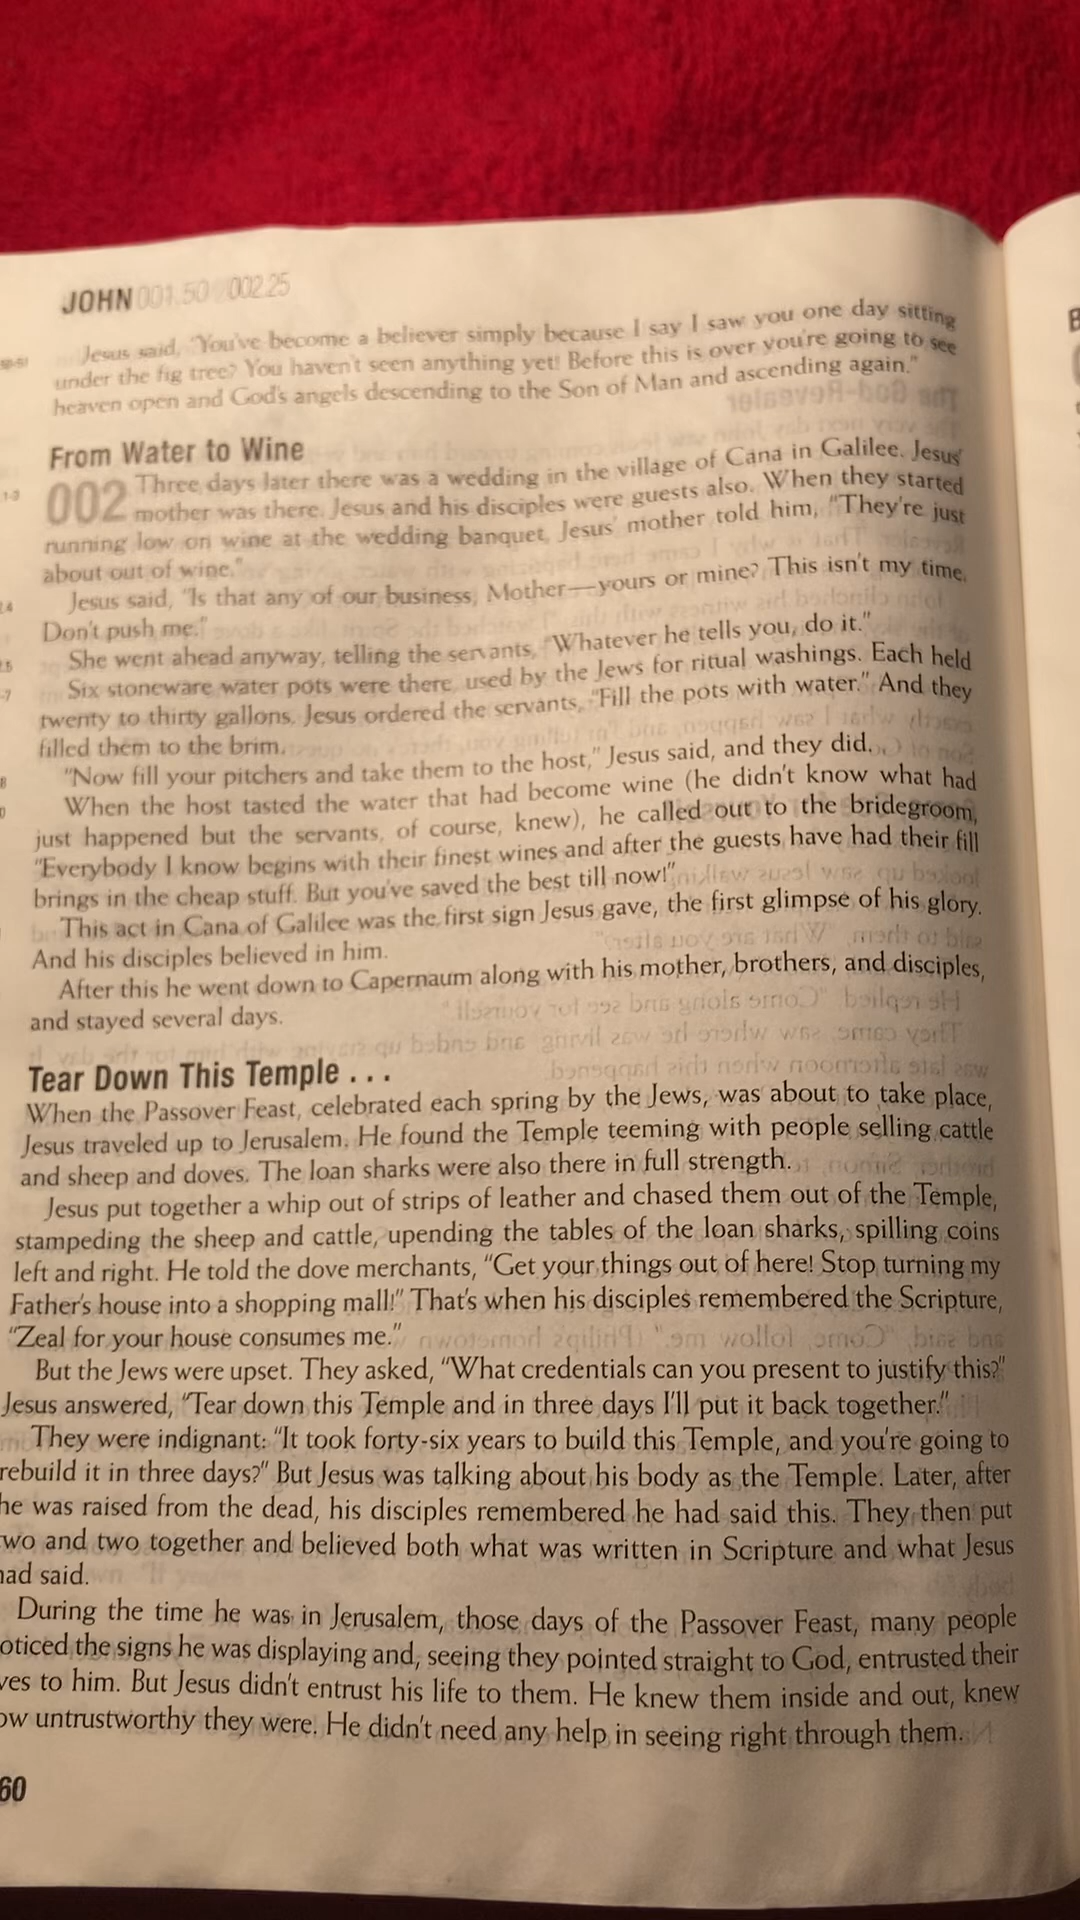 JOHN 001.50 002.25
Jesus said, "You've become a believer simply because I say I saw you one day sitting
under the fig tree? You haven't seen anything yet! Before this is over you're going to see
heaven open and God's angels descending to the Son of Man and ascending again."
From Water to Wine
1-3
002 Three days later there was a wedding in the village of Cana in Galilee. Jesus'
mother was there. Jesus and his disciples were guests also. When they started
running low on wine at the wedding banquet, Jesus' mother told him, "They're just
about out of wine."
Jesus said, "Is that any of our business, Mother—yours or mine? This isn't my time.
Don't push me."
She went ahead anyway, telling the servants, "Whatever he tells you, do it."
Six stoneware water pots were there, used by the Jews for ritual washings. Each held
twenty to thirty gallons. Jesus ordered the servants, "Fill the pots with water." And they
filled them to the brim.
"Now fill your pitchers and take them to the host," Jesus said, and they did.
When the host tasted the water that had become wine (he didn't know what had
just happened but the servants, of course, knew), he called out to the bridegroom,
"Everybody I know begins with their finest wines and after the guests have had their fill
brings in the cheap stuff. But you've saved the best till now!"
This act in Cana of Galilee was the first sign Jesus gave, the first glimpse of his glory.
And his disciples believed in him.
After this he went down to Capernaum along with his mother, brothers, and disciples,
and stayed several days.
Tear Down This Temple . . .
When the Passover Feast, celebrated each spring by the Jews, was about to take place,
Jesus traveled up to Jerusalem. He found the Temple teeming with people selling cattle
and sheep and doves. The loan sharks were also there in full strength.
Jesus put together a whip out of strips of leather and chased them out of the Temple,
stampeding the sheep and cattle, upending the tables of the loan sharks, spilling coins
left and right. He told the dove merchants, "Get your things out of here! Stop turning my
Father's house into a shopping mall!" That's when his disciples remembered the Scripture,
"Zeal for your house consumes me."
But the Jews were upset. They asked, "What credentials can you present to justify this?"
Jesus answered, "Tear down this Temple and in three days I'll put it back together."
They were indignant: "It took forty-six years to build this Temple, and you're going to
rebuild it in three days?" But Jesus was talking about his body as the Temple. Later, after
he was raised from the dead, his disciples remembered he had said this. They then put
wo and two together and believed both what was written in Scripture and what Jesus
had said.
During the time he was in Jerusalem, those days of the Passover Feast, many people
oticed the signs he was displaying and, seeing they pointed straight to God, entrusted their
ves to him. But Jesus didn't entrust his life to them. He knew them inside and out, knew
ow untrustworthy they were. He didn't need any help in seeing right through them.
60